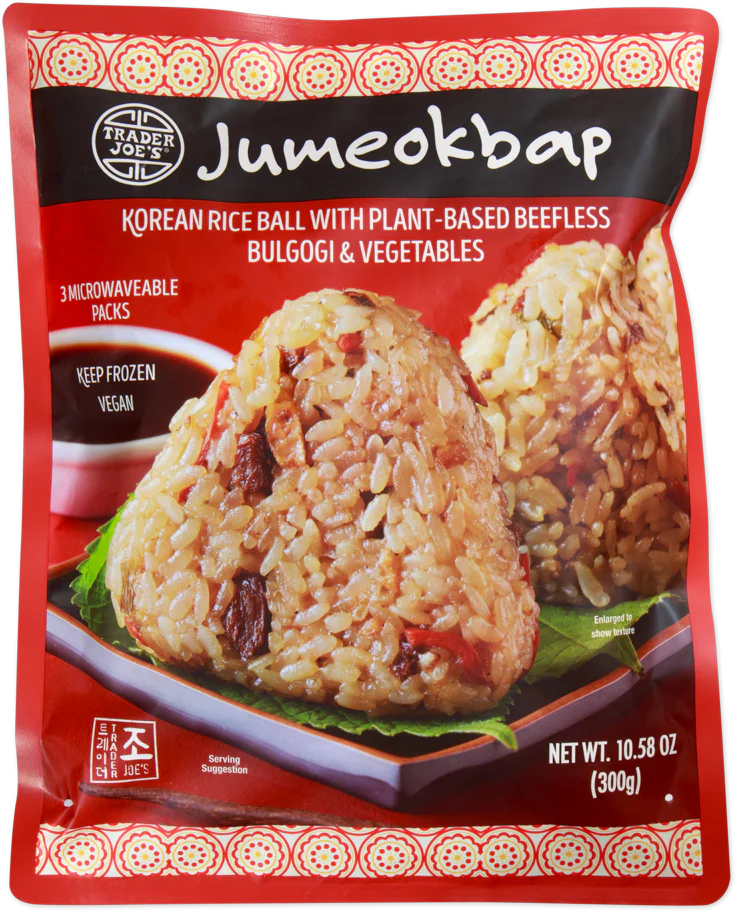 TRADER
JOE'S®
Jumeokbap
KOREAN RICE BALL WITH PLANT-BASED BEEFLESS
BULGOGI & VEGETABLES
3 MICROWAVEABLE
PACKS
KEEP FROZEN
VEGAN
Enlarged to
show texture
트레이더
TRADER
조
JOE'S
Serving
Suggestion
NET WT. 10.58 OZ
(300g)